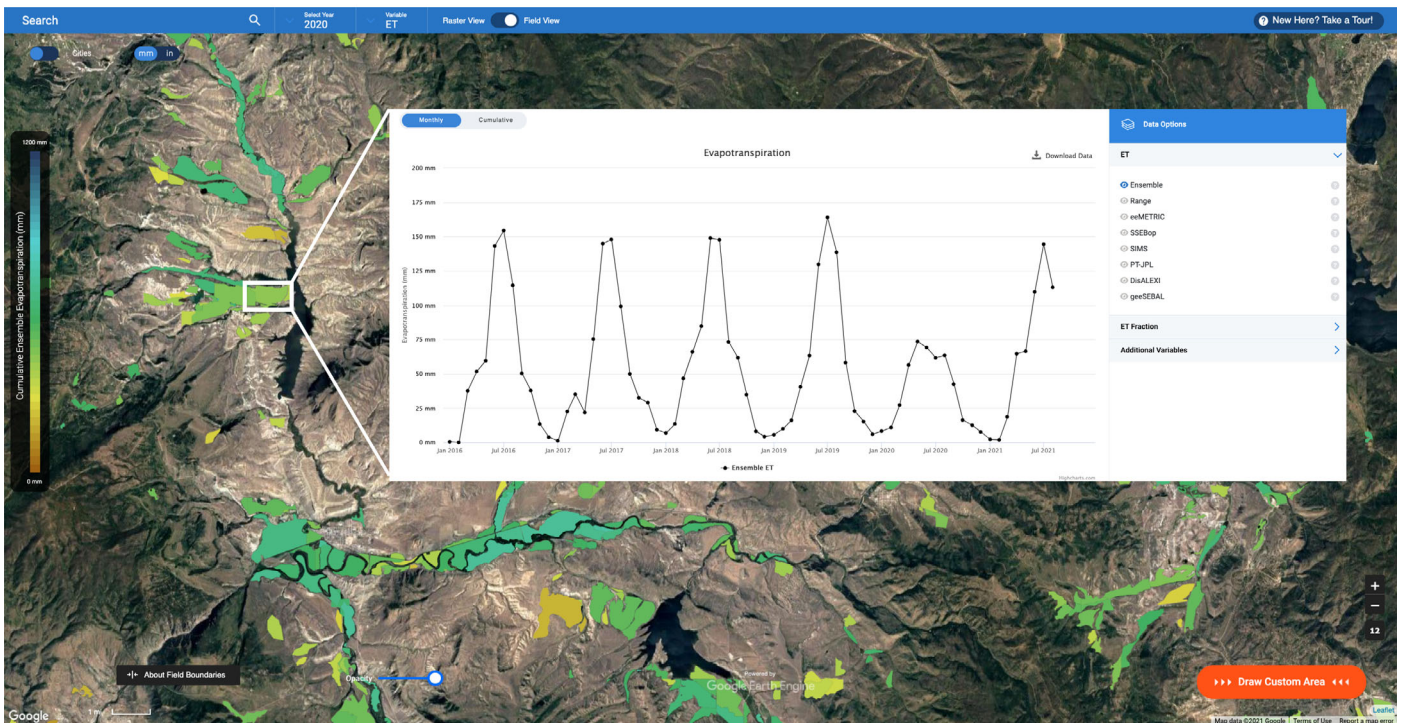 Search
Select Year
2020
Variable
ET
Raster View
Field View
New Here? Take a Tour!
Cities
mm in
1200 mm
Cumulative Ensemble Evapotranspiration (mm)
0 mm
Monthly
Cumulative
Evapotranspiration
Download Data
Evapotranspiration (mm)
200 mm
175 mm
150 mm
125 mm
100 mm
75 mm
50 mm
25 mm
0 mm
Jan 2016
Jul 2016
Jan 2017
Jul 2017
Jan 2018
Jul 2018
Jan 2019
Jul 2019
Jan 2020
Jul 2020
Jan 2021
Jul 2021
Ensemble ET
Highcharts.com
Data Options
ET
Ensemble
Range
eeMETRIC
SSEBop
SIMS
PT-JPL
DisALEXI
geeSEBAL
ET Fraction
Additional Variables
+
−
12
About Field Boundaries
Opacity
Powered by
Google Earth Engine
Draw Custom Area
Leaflet
Google
1 mi
Map data ©2021 Google
Terms of Use
Report a map error